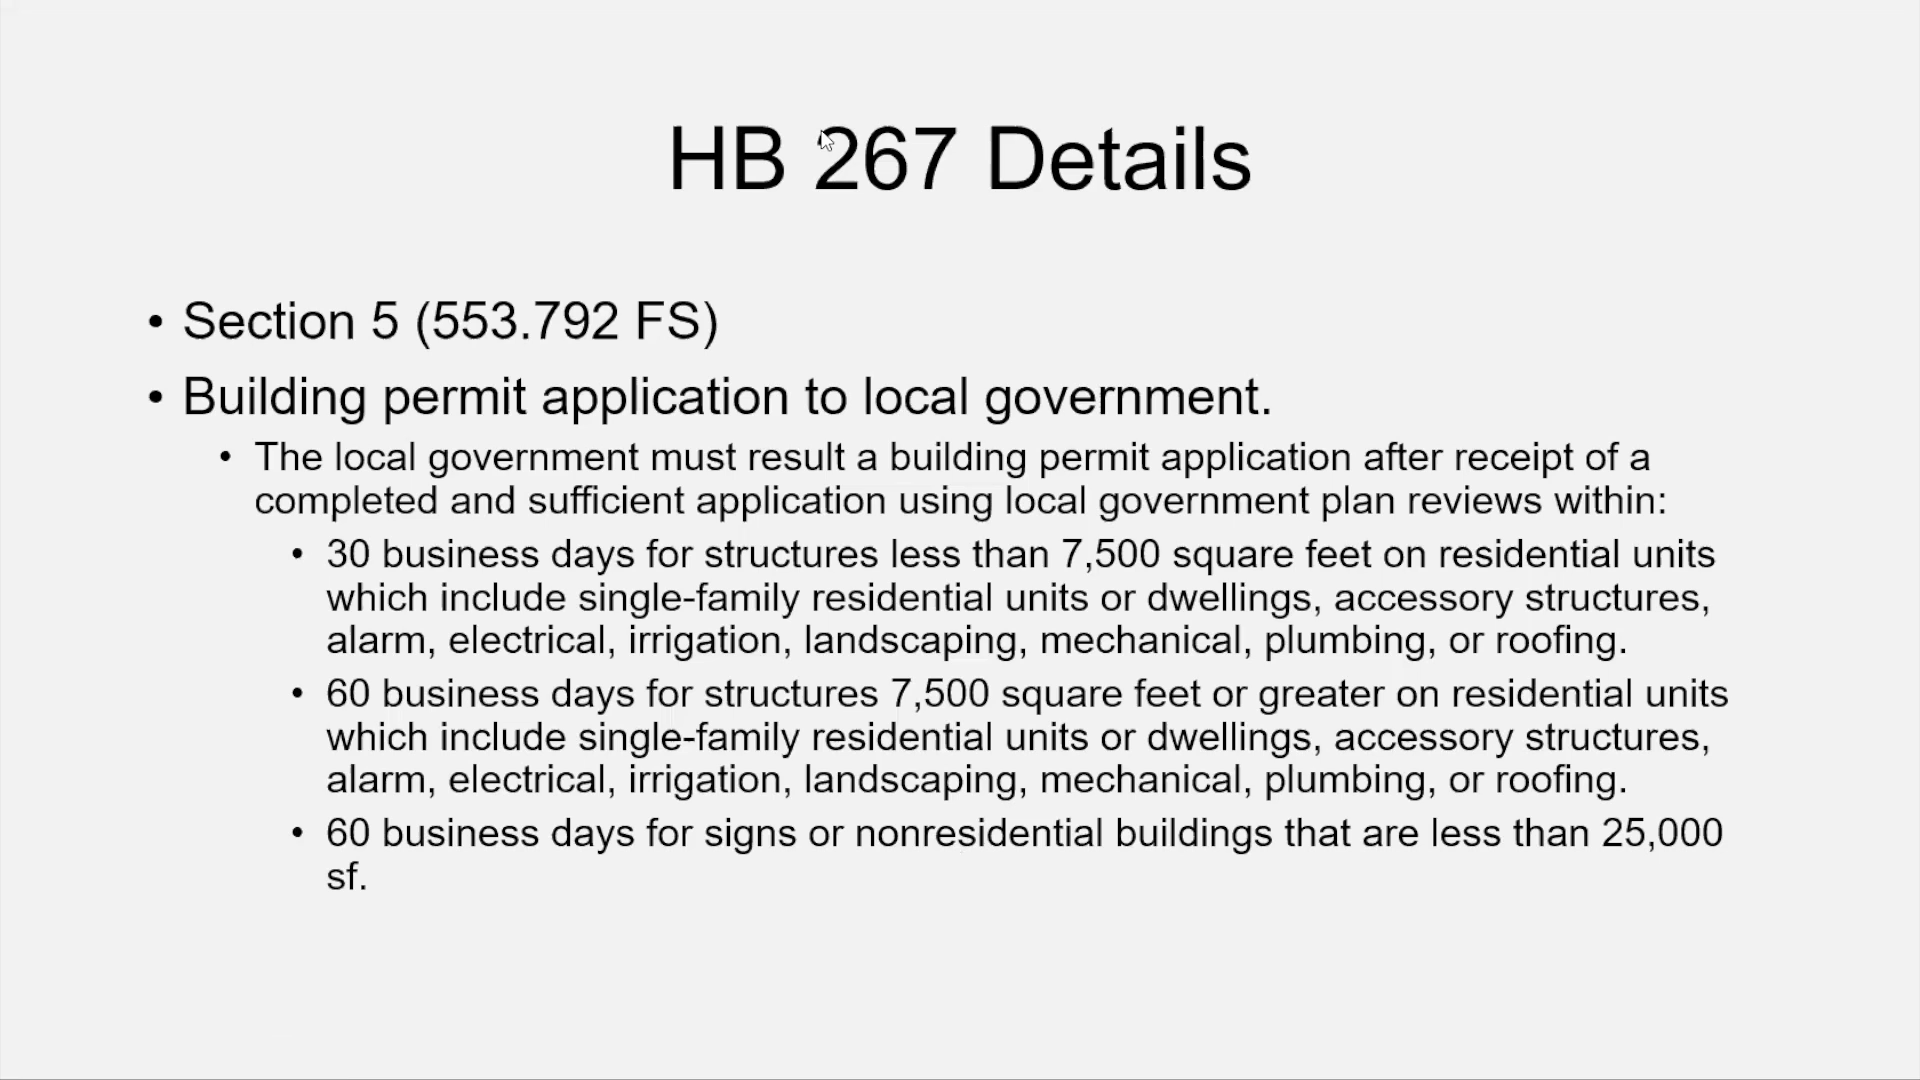 HB 267 Details
• Section 5 (553.792 FS)
• Building permit application to local government.
• The local government must result a building permit application after receipt of a
completed and sufficient application using local government plan reviews within:
• 30 business days for structures less than 7,500 square feet on residential units
which include single-family residential units or dwellings, accessory structures,
alarm, electrical, irrigation, landscaping, mechanical, plumbing, or roofing.
• 60 business days for structures 7,500 square feet or greater on residential units
which include single-family residential units or dwellings, accessory structures,
alarm, electrical, irrigation, landscaping, mechanical, plumbing, or roofing.
• 60 business days for signs or nonresidential buildings that are less than 25,000
sf.